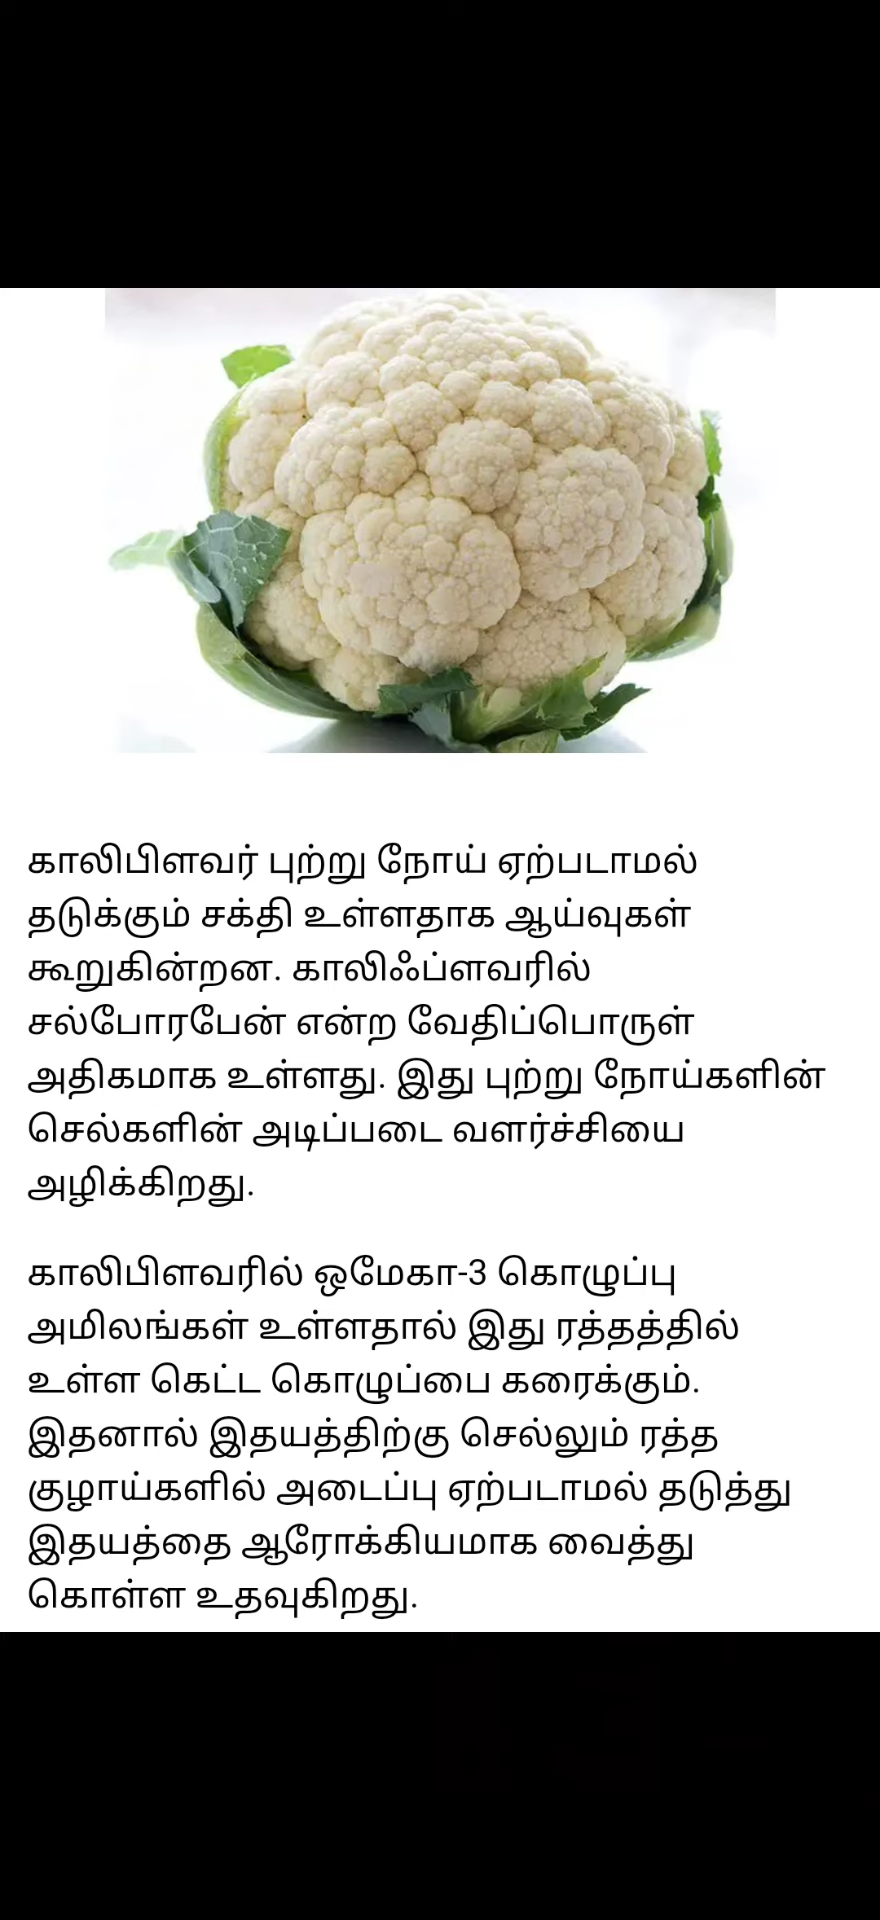 காலிபிளவர் புற்று நோய் ஏற்படாமல்
தடுக்கும் சக்தி உள்ளதாக ஆய்வுகள்
கூறுகின்றன. காலிஃப்ளவரில்
சல்போரபேன் என்ற வேதிப்பொருள்
அதிகமாக உள்ளது. இது புற்று நோய்களின்
செல்களின் அடிப்படை வளர்ச்சியை
அழிக்கிறது.
காலிபிளவரில் ஒமேகா-3 கொழுப்பு
அமிலங்கள் உள்ளதால் இது ரத்தத்தில்
உள்ள கெட்ட கொழுப்பை கரைக்கும்.
இதனால் இதயத்திற்கு செல்லும் ரத்த
குழாய்களில் அடைப்பு ஏற்படாமல் தடுத்து
இதயத்தை ஆரோக்கியமாக வைத்து
கொள்ள உதவுகிறது.